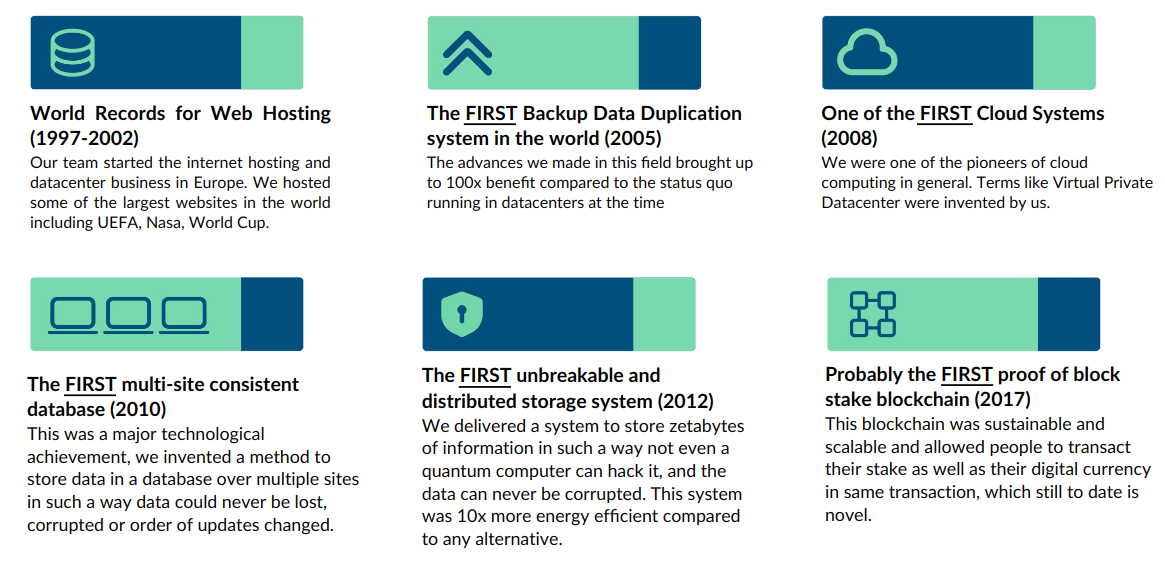 World Records for Web Hosting
(1997-2002)
Our team started the internet hosting and
datacenter business in Europe. We hosted
some of the largest websites in the world
including UEFA, Nasa, World Cup.
The FIRST Backup Data Duplication
system in the world (2005)
The advances we made in this field brought up
to 100x benefit compared to the status quo
running in datacenters at the time
One of the FIRST Cloud Systems
(2008)
We were one of the pioneers of cloud
computing in general. Terms like Virtual Private
Datacenter were invented by us.
The FIRST multi-site consistent
database (2010)
This was a major technological
achievement, we invented a method to
store data in a database over multiple sites
in such a way data could never be lost,
corrupted or order of updates changed.
The FIRST unbreakable and
distributed storage system (2012)
We delivered a system to store zetabytes
of information in such a way not even a
quantum computer can hack it, and the
data can never be corrupted. This system
was 10x more energy efficient compared
to any alternative.
Probably the FIRST proof of block
stake blockchain (2017)
This blockchain was sustainable and
scalable and allowed people to transact
their stake as well as their digital currency
in same transaction, which still to date is
novel.